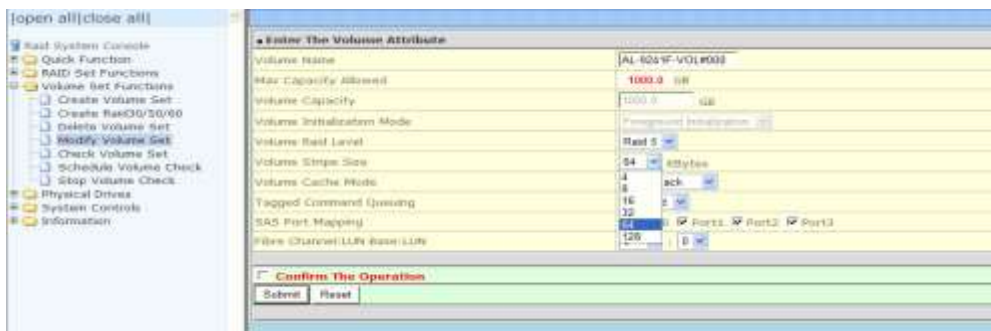 |open all|close all|
Raid System Console
Quick Function
RAID Set Functions
Volume Set Functions
Create Volume Set
Create Raid30/50/60
Delete Volume Set
Modify Volume Set
Check Volume Set
Schedule Volume Check
Stop Volume Check
Physical Drives
System Controls
Information
Enter The Volume Attribute
Volume Name
Max Capacity Allowed 1000.0 GB
Volume Capacity 1000.0 GB
Volume Initialization Mode Foreground Initialization
Volume Raid Level Raid 5
Volume Stripe Size 64 KBytes
Volume Cache Mode ack
Tagged Command Queuing
SAS Port Mapping Port1 Port2 Port3
Fibre Channel:LUN Base:LUN : 0
4
8
16
32
64
128
Confirm The Operation
Submit Reset